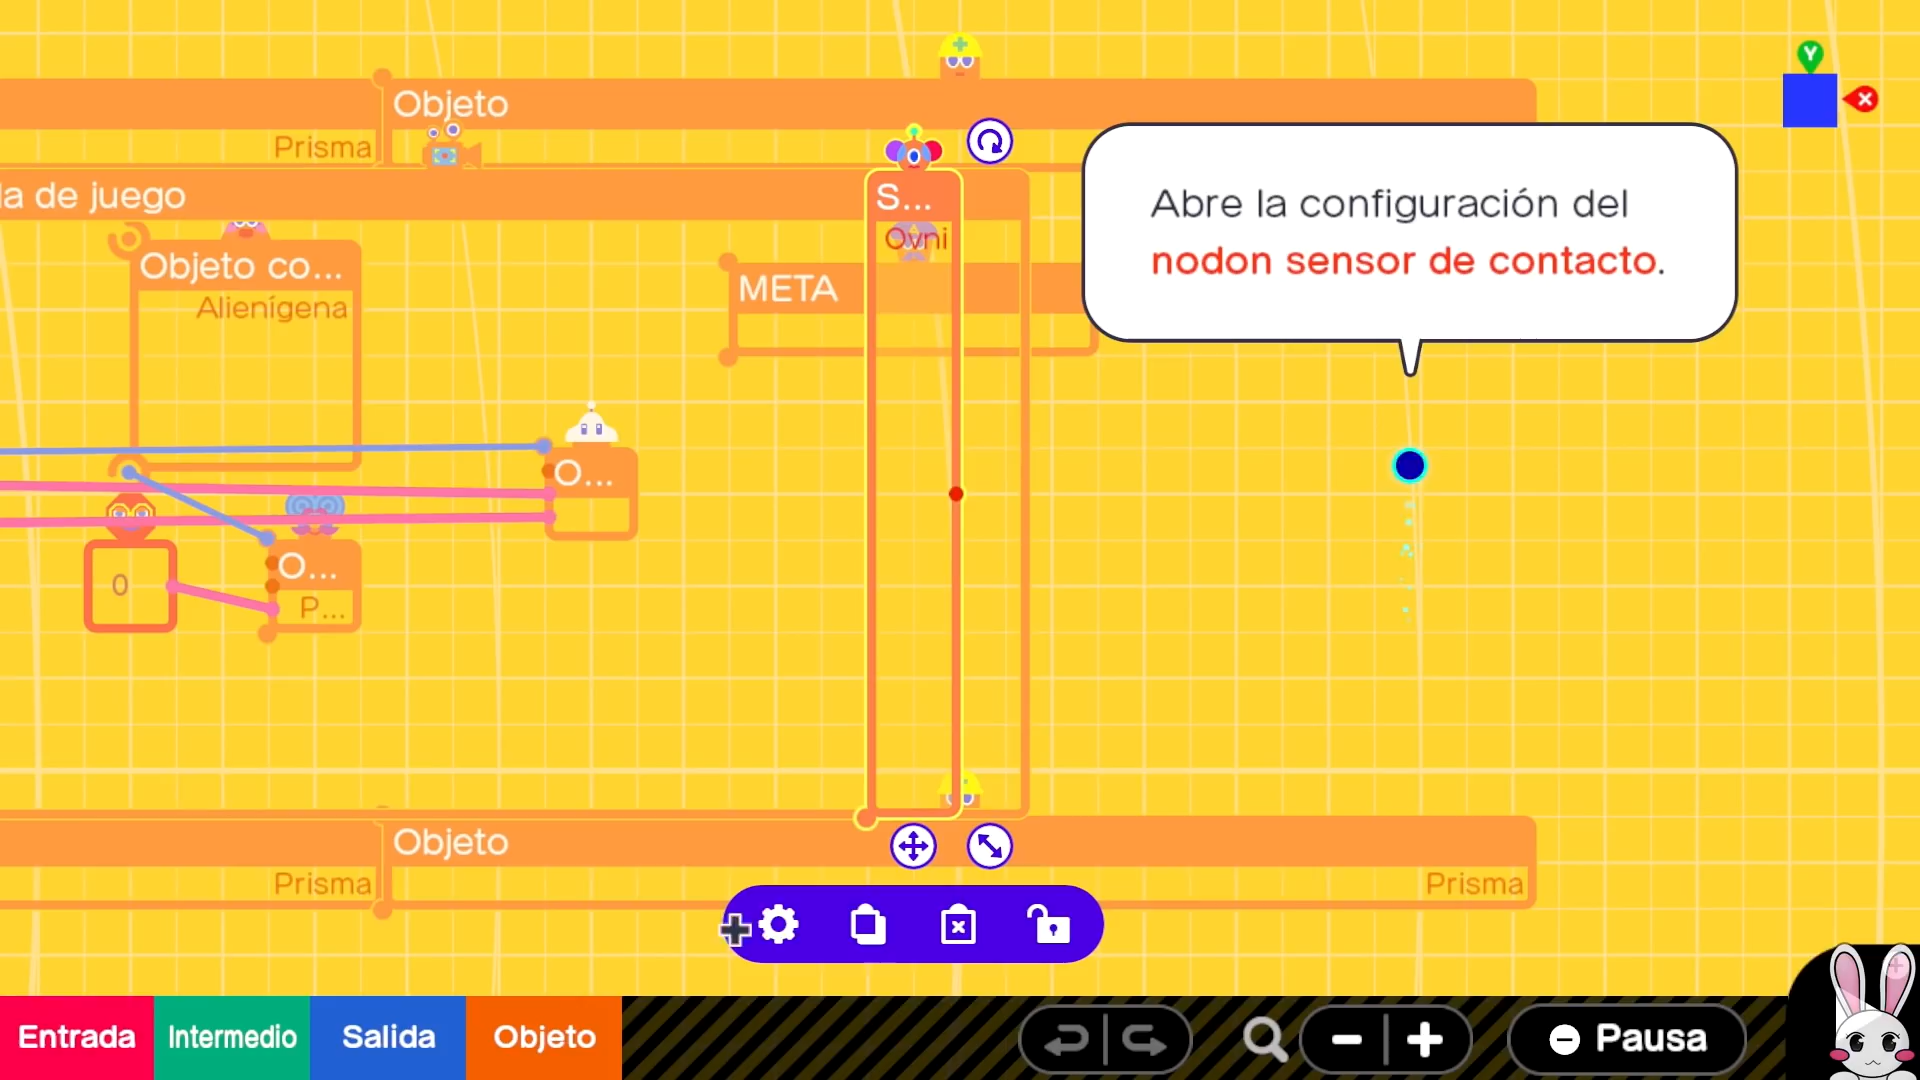 Objeto
Prisma
la de juego
S...
Ovni
Abre la configuración del
nodon sensor de contacto.
Objeto co...
Alienígena
META
O...
0
O...
P...
Objeto
Prisma
Prisma
Y
X
Entrada
Intermedio
Salida
Objeto
Pausa